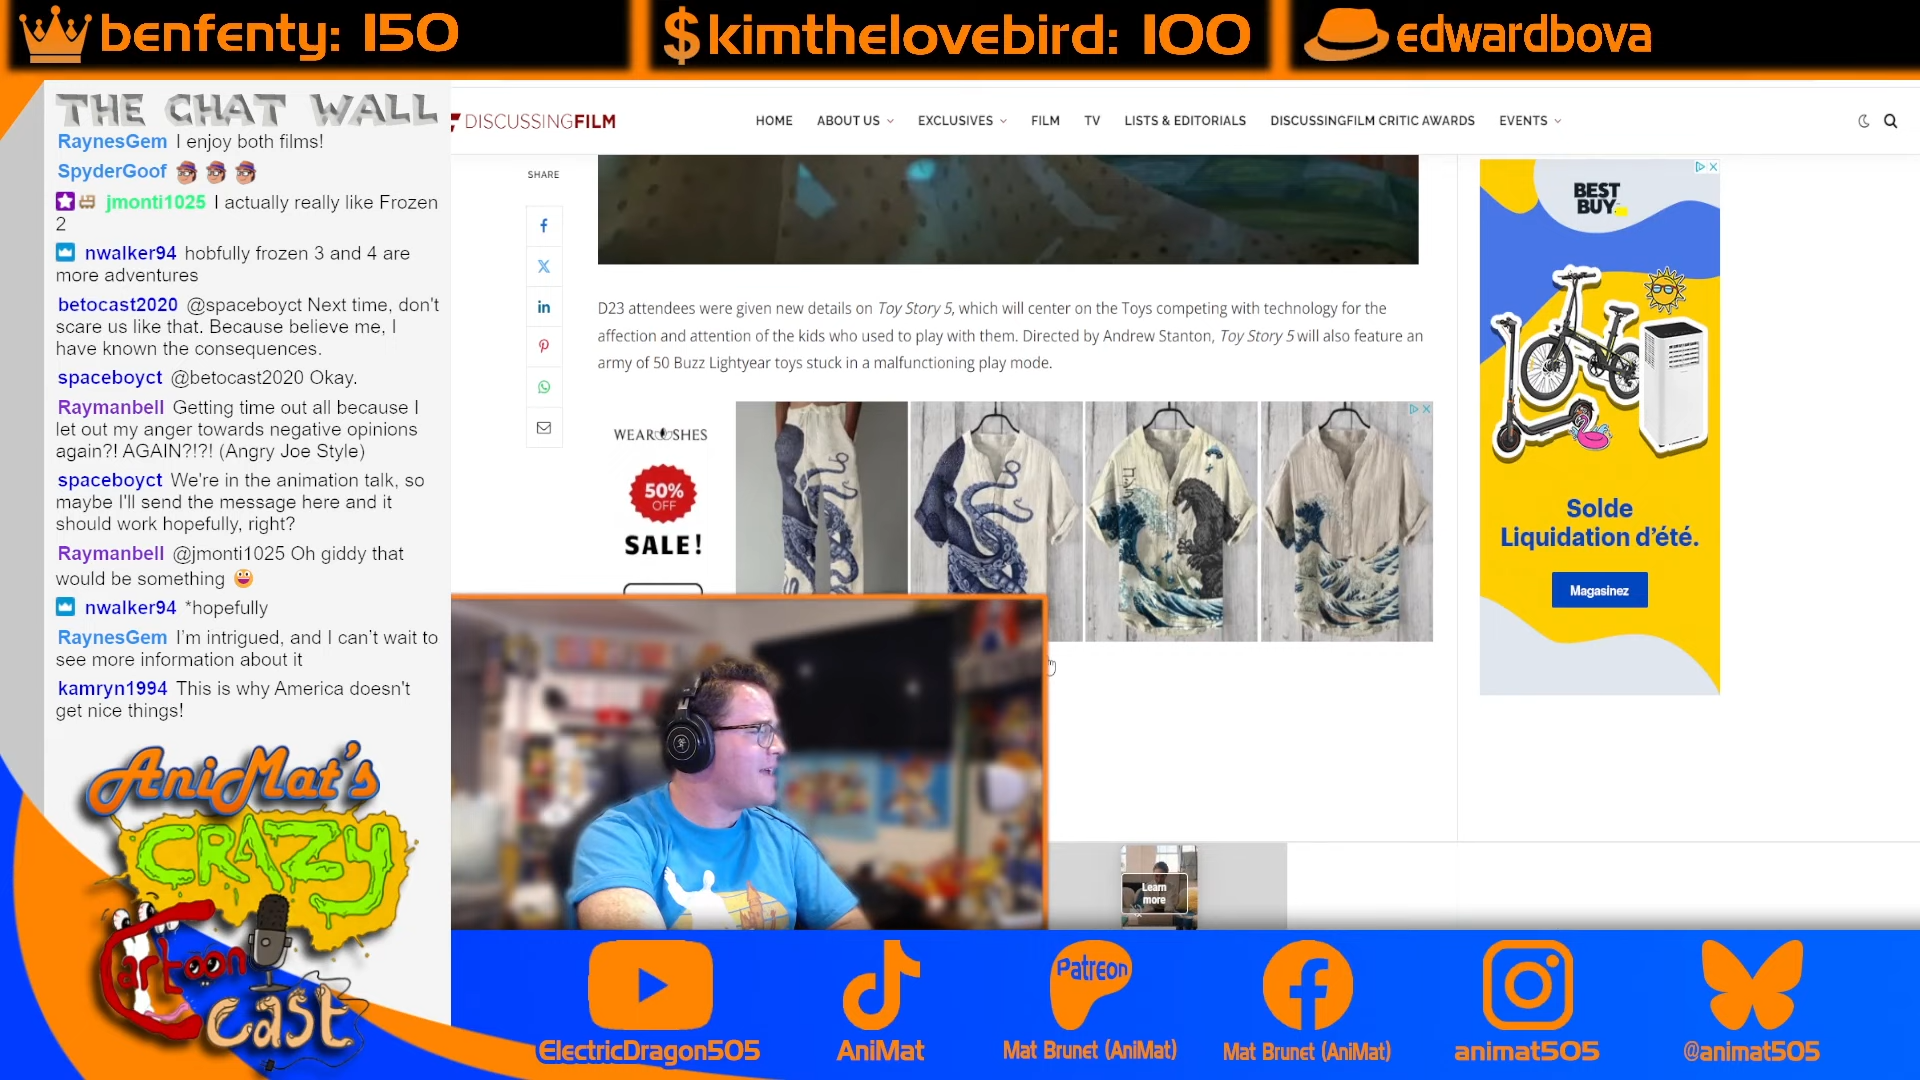 benfenty: 150
$kimthelovebird: 100
edwardbova
THE CHAT WALL
RaynesGem I enjoy both films!
SpyderGoof
jmonti1025 I actually really like Frozen
2
nwalker94 hobfully frozen 3 and 4 are
more adventures
betocast2020 @spaceboyct Next time, don't
scare us like that. Because believe me, I
have known the consequences.
spaceboyct @betocast2020 Okay.
Raymanbell Getting time out all because I
let out my anger towards negative opinions
again?! AGAIN?!?! (Angry Joe Style)
spaceboyct We're in the animation talk, so
maybe I'll send the message here and it
should work hopefully, right?
Raymanbell @jmonti1025 Oh giddy that
would be something
nwalker94 *hopefully
RaynesGem I’m intrigued, and I can’t wait to
see more information about it
kamryn1994 This is why America doesn't
get nice things!
AniMat's
CRAZY
Cartoon
Cast
DISCUSSINGFILM
HOME
ABOUT US
EXCLUSIVES
FILM
TV
LISTS & EDITORIALS
DISCUSSINGFILM CRITIC AWARDS
EVENTS
SHARE
D23 attendees were given new details on Toy Story 5, which will center on the Toys competing with technology for the
affection and attention of the kids who used to play with them. Directed by Andrew Stanton, Toy Story 5 will also feature an
army of 50 Buzz Lightyear toys stuck in a malfunctioning play mode.
WEARSHES
50%
OFF
SALE!
BEST
BUY
Solde
Liquidation d’été.
Magasinez
Learn
more
ElectricDragon505
AniMat
Patreon
Mat Brunet (AniMat)
Mat Brunet (AniMat)
animat505
@animat505